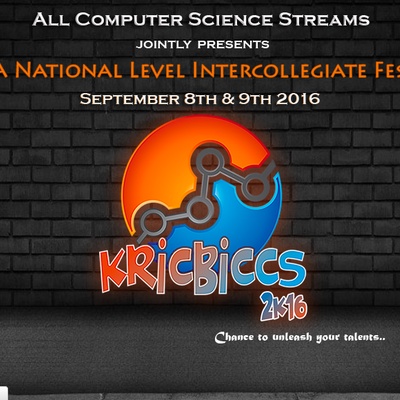 All Computer Science Streams
jointly presents
A National Level Intercollegiate Fes
September 8th & 9th 2016
KRICBICCS
2K16
Chance to unleash your talents..